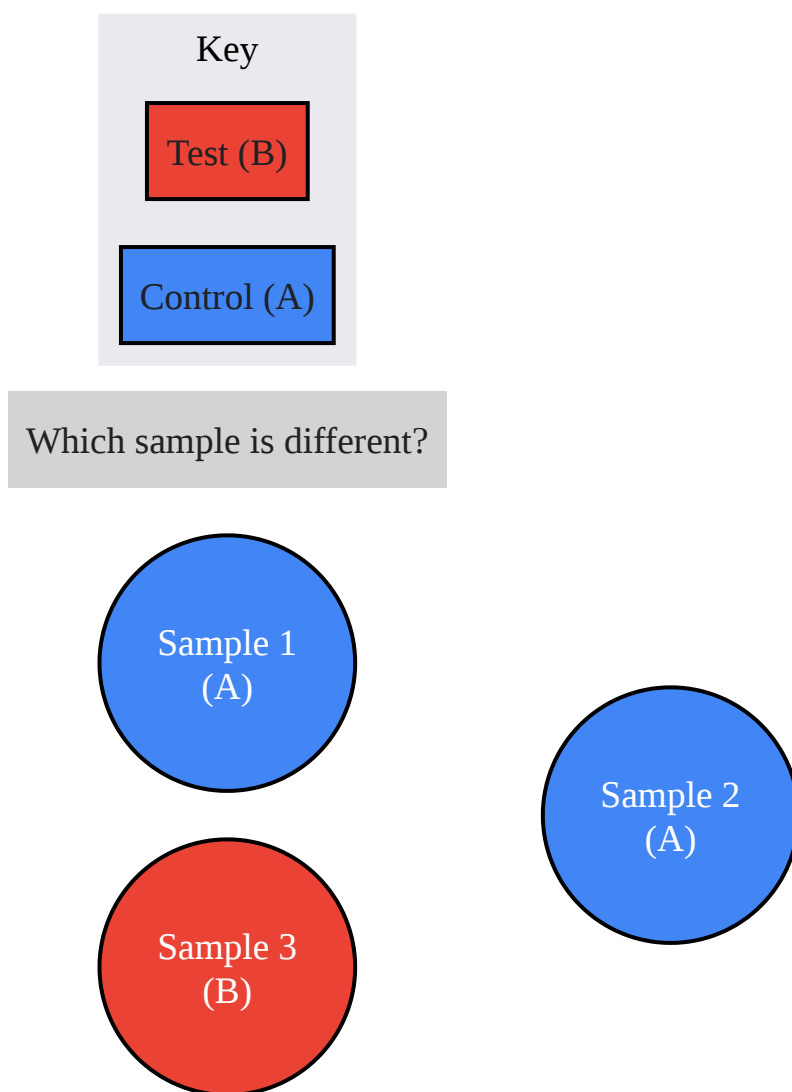 Key
Test (B)
Control (A)
Which sample is different?
Sample 1
(A)
Sample 2
(A)
Sample 3
(B)